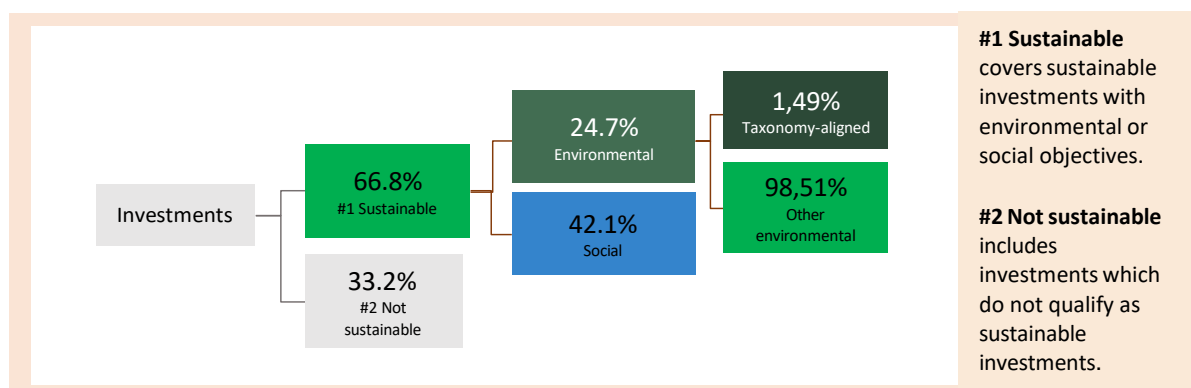 Investments
66.8%
#1 Sustainable
33.2%
#2 Not
sustainable
24.7%
Environmental
42.1%
Social
1,49%
Taxonomy-aligned
98,51%
Other
environmental
#1 Sustainable
covers sustainable
investments with
environmental or
social objectives.
#2 Not sustainable
includes
investments which
do not qualify as
sustainable
investments.